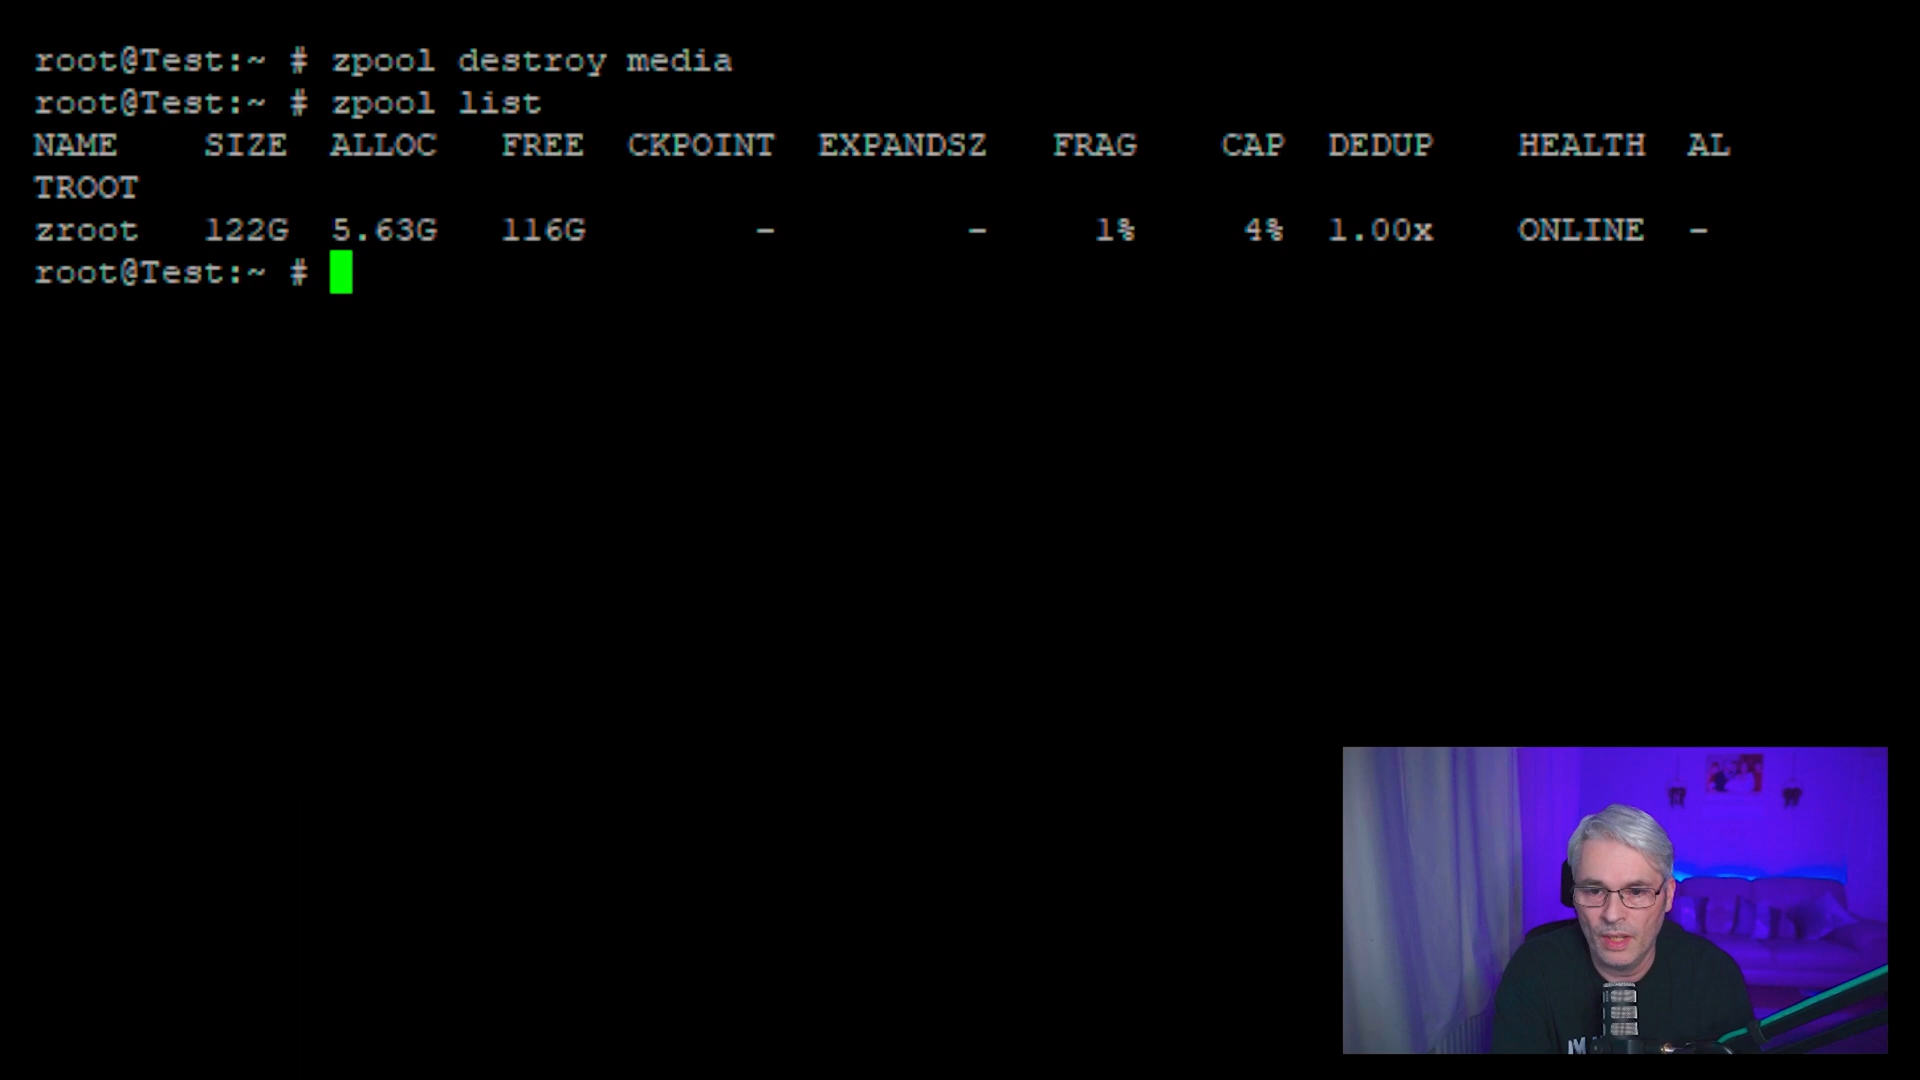 root@Test:~ # zpool destroy media
root@Test:~ # zpool list
NAME    SIZE  ALLOC   FREE  CKPOINT  EXPANDSZ   FRAG    CAP  DEDUP    HEALTH  AL
TROOT
zroot   122G  5.63G   116G        -         -     1%     4%  1.00x    ONLINE  -
root@Test:~ #